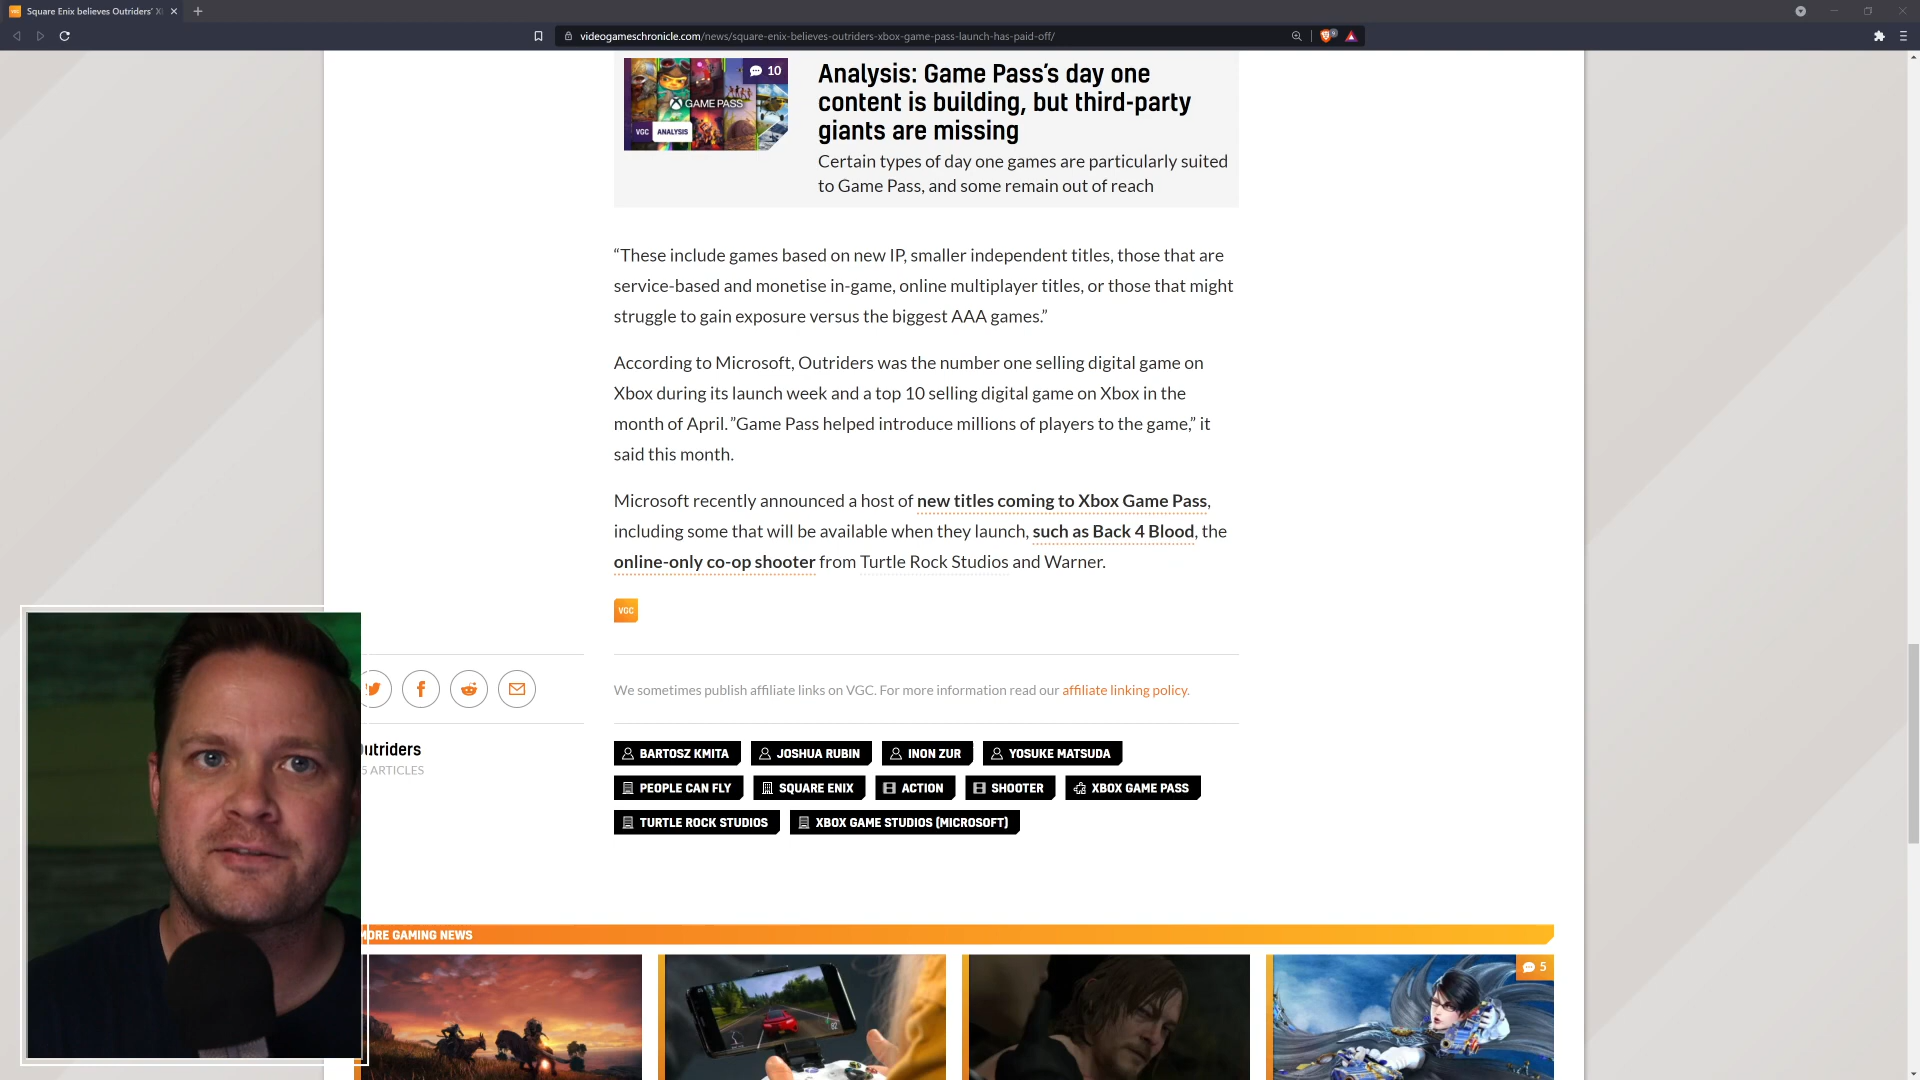 Square Enix believes Outriders' X
videogameschronicle.com/news/square-enix-believes-outriders-xbox-game-pass-launch-has-paid-off/
10
GAME PASS
VGC ANALYSIS
Analysis: Game Pass's day one
content is building, but third-party
giants are missing
Certain types of day one games are particularly suited
to Game Pass, and some remain out of reach
“These include games based on new IP, smaller independent titles, those that are
service-based and monetise in-game, online multiplayer titles, or those that might
struggle to gain exposure versus the biggest AAA games.”
According to Microsoft, Outriders was the number one selling digital game on
Xbox during its launch week and a top 10 selling digital game on Xbox in the
month of April. ”Game Pass helped introduce millions of players to the game,” it
said this month.
Microsoft recently announced a host of new titles coming to Xbox Game Pass,
including some that will be available when they launch, such as Back 4 Blood, the
online-only co-op shooter from Turtle Rock Studios and Warner.
VGC
We sometimes publish affiliate links on VGC. For more information read our affiliate linking policy.
utriders
5 ARTICLES
BARTOSZ KMITA JOSHUA RUBIN INON ZUR YOSUKE MATSUDA
PEOPLE CAN FLY SQUARE ENIX ACTION SHOOTER XBOX GAME PASS
TURTLE ROCK STUDIOS XBOX GAME STUDIOS (MICROSOFT)
MORE GAMING NEWS
5